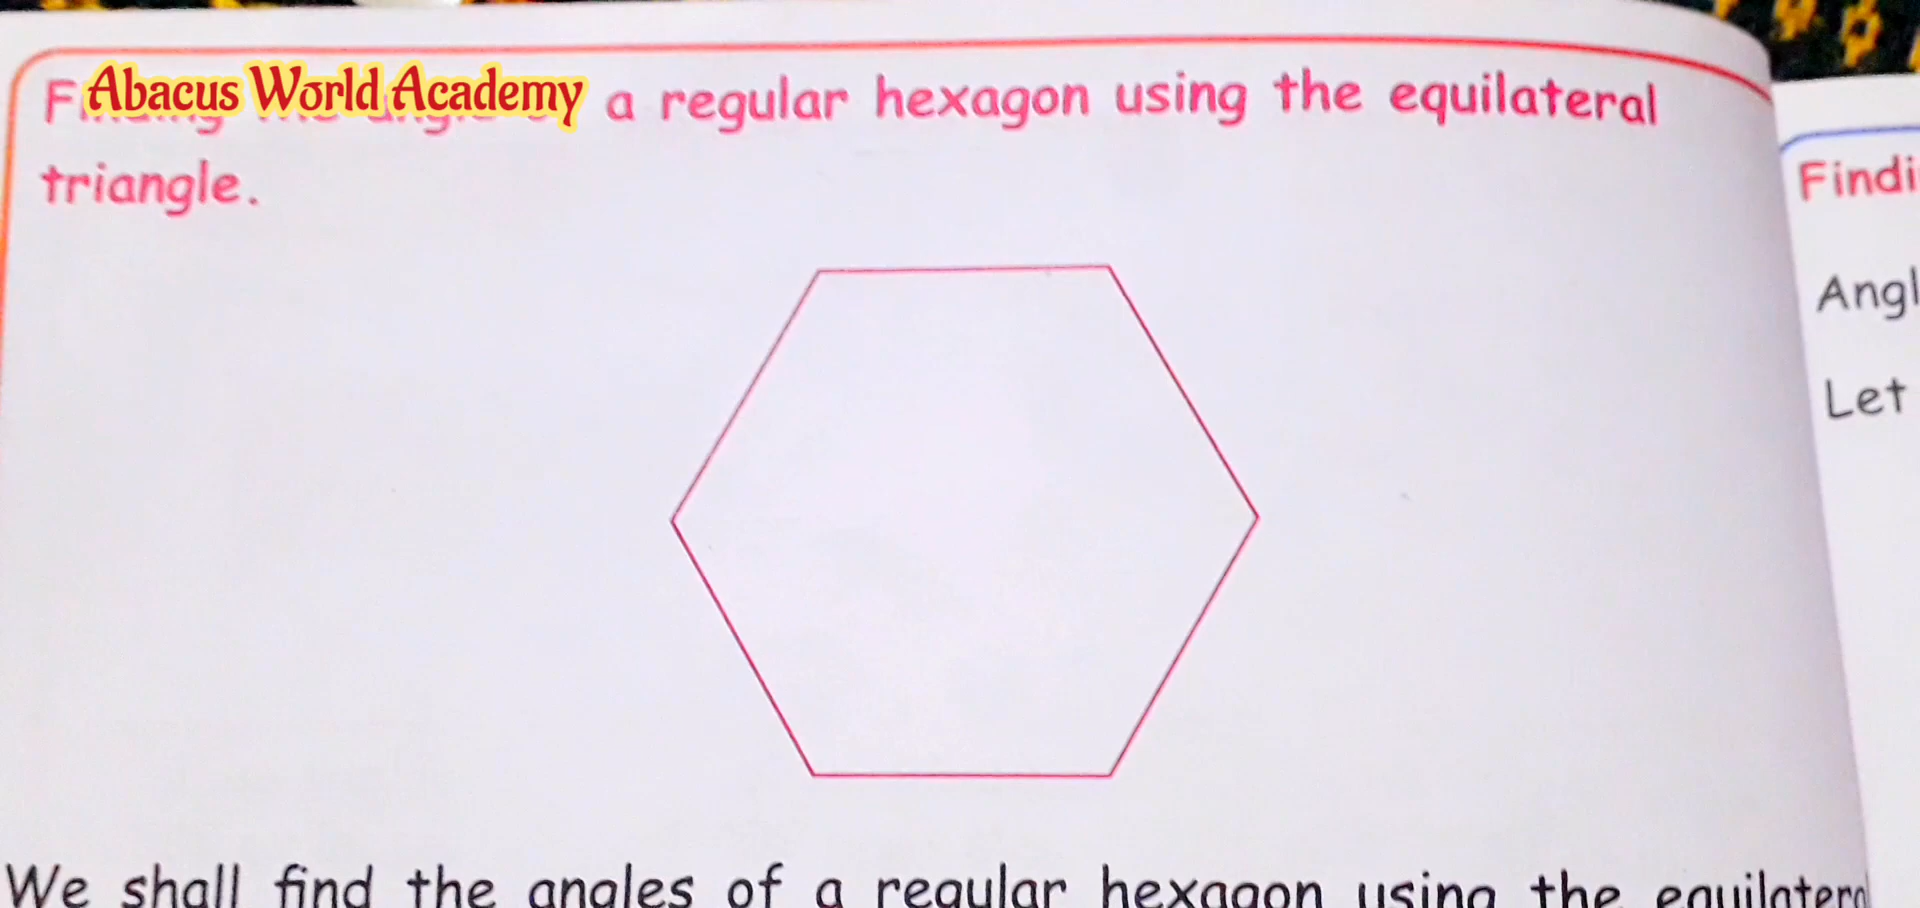 Abacus World Academy a regular hexagon using the equilateral
triangle.
We shall find the angles of a regular hexagon using the equilatera
Findi
Angl
Let